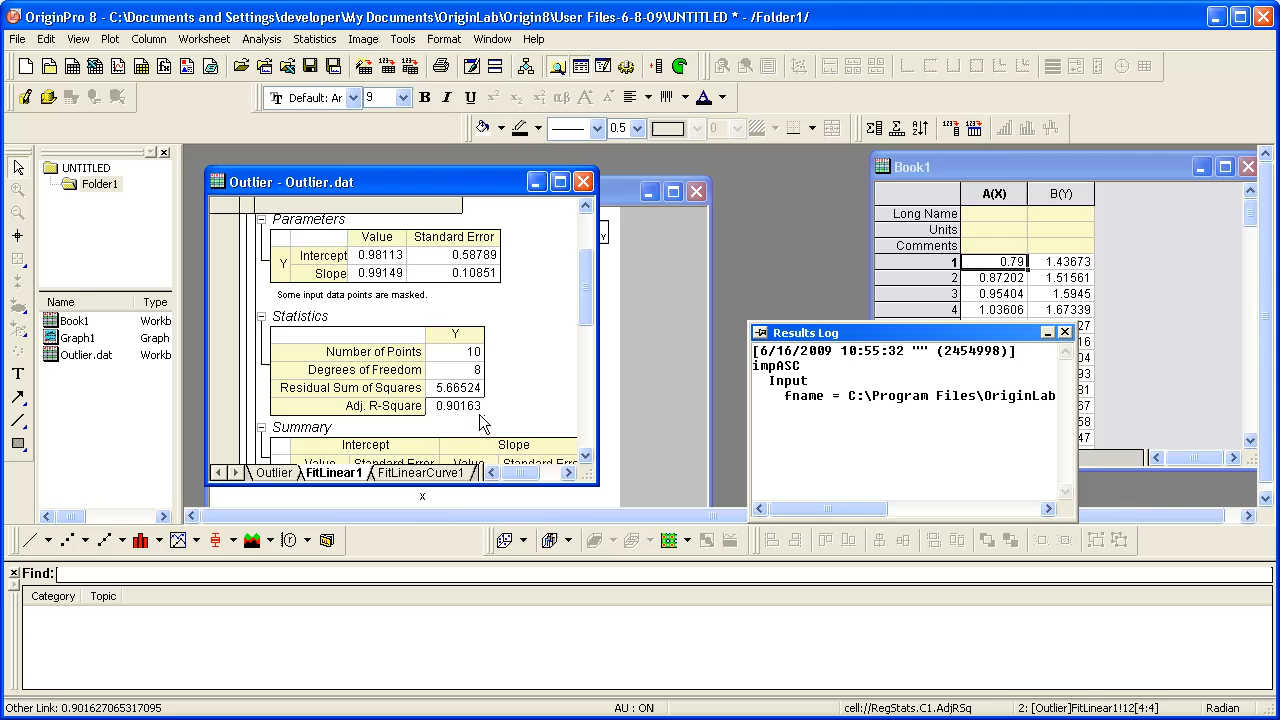 OriginPro 8 - C:\Documents and Settings\developer\My Documents\OriginLab\Origin8\User Files-6-8-09\UNTITLED * - /Folder1/
File Edit View Plot Column Worksheet Analysis Statistics Image Tools Format Window Help
Default: Ar 9 B I U
0.5 0
UNTITLED
Folder1
Name Type
Book1 Workb
Graph1 Graph
Outlier.dat Workb
Outlier - Outlier.dat
Parameters
Value Standard Error
Y Intercept 0.98113 0.58789
Slope 0.99149 0.10851
Some input data points are masked.
Statistics
Y
Number of Points 10
Degrees of Freedom 8
Residual Sum of Squares 5.66524
Adj. R-Square 0.90163
Summary
Intercept Slope
Value Standard Error Value Standard Error
Outlier FitLinear1 FitLinearCurve1
x
Book1
A(X) B(Y)
Long Name
Units
Comments
1 0.79 1.43673
2 0.87202 1.51561
3 0.95404 1.5945
4 1.03606 1.67339
Results Log
[6/16/2009 10:55:32 "" (2454998)]
impASC
Input
fname = C:\Program Files\OriginLab
Find:
Category Topic
Other Link: 0.901627065317095 AU : ON cell://RegStats.C1.AdjRSq 2: [Outlier]FitLinear1!12[4:4] Radian